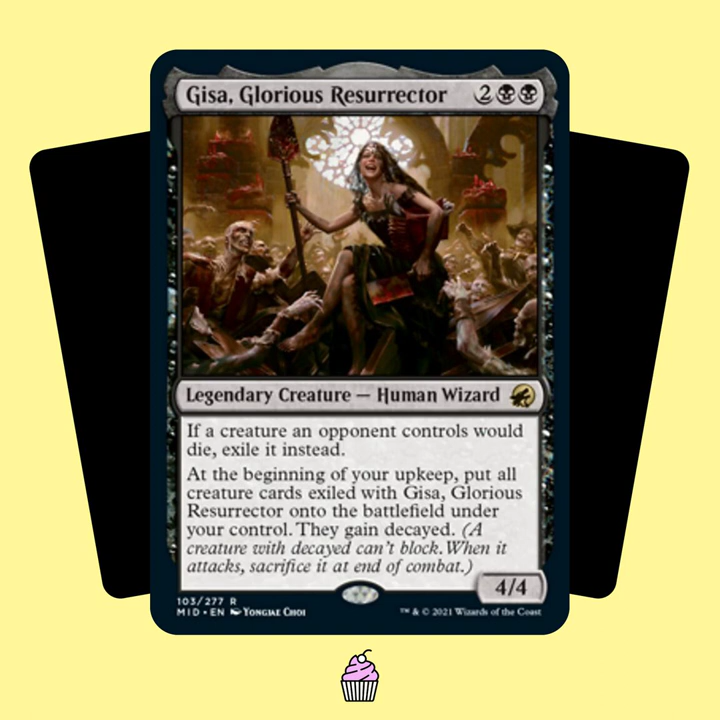 Gisa, Glorious Resurrector 2
Legendary Creature — Human Wizard
If a creature an opponent controls would
die, exile it instead.
At the beginning of your upkeep, put all
creature cards exiled with Gisa, Glorious
Resurrector onto the battlefield under
your control. They gain decayed. (A
creature with decayed can't block. When it
attacks, sacrifice it at end of combat.)
4/4
103/277 R
MID • EN Yongjae Choi
™ & © 2021 Wizards of the Coast